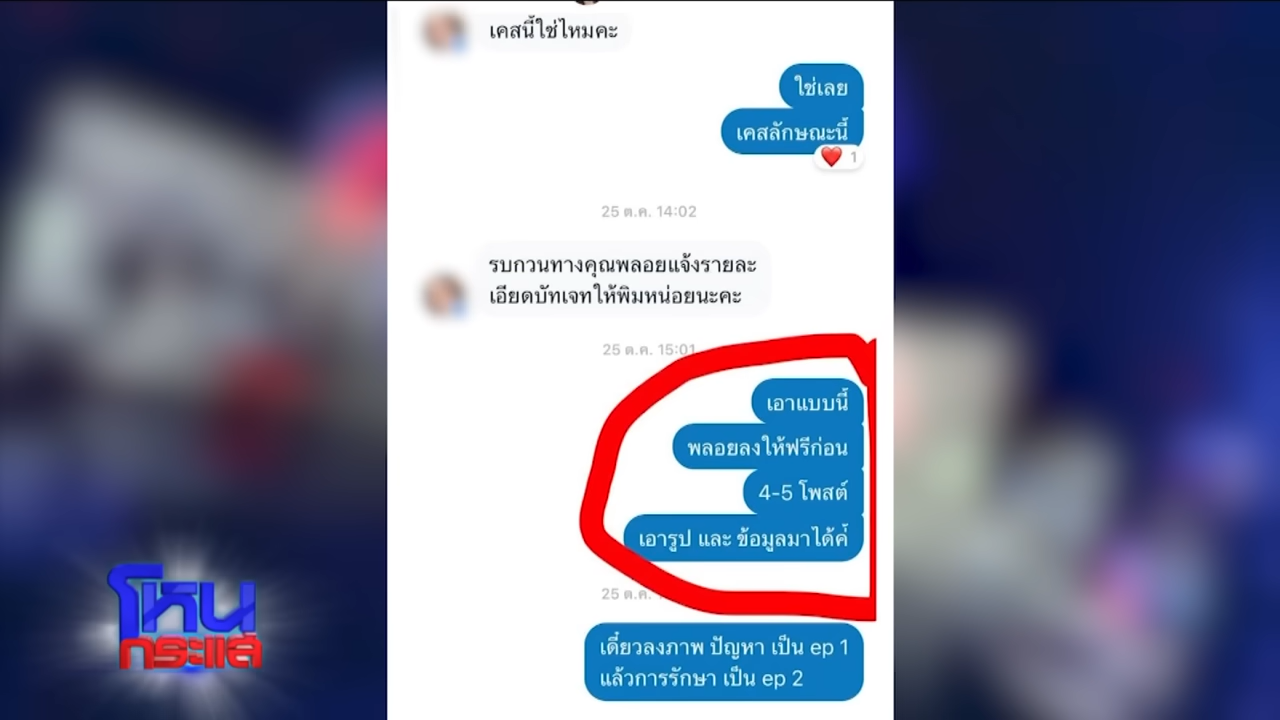 เคสนี้ใช่ไหมคะ
ใช่เลย
เคสลักษณะนี้
1
25 ต.ค. 14:02
รบกวนทางคุณพลอยแจ้งรายละ
เอียดบัทเจทให้พิมหน่อยนะคะ
25 ต.ค. 15:01
เอาแบบนี้
พลอยลงให้ฟรีก่อน
4-5 โพสต์
เอารูป และ ข้อมูลมาได้ค่ํ
25 ต.ค.
เดี๋ยวลงภาพ ปัญหา เป็น ep 1
แล้วการรักษา เป็น ep 2
โหน
กระแส